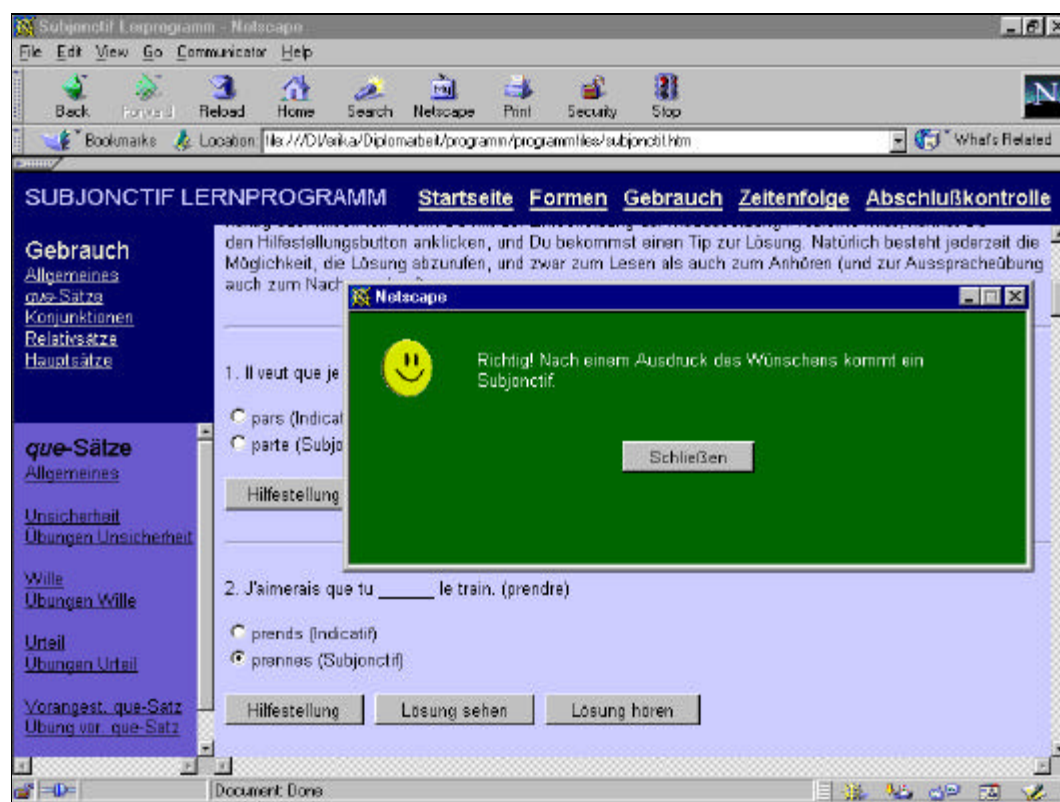 Subjonctif Lernprogramm - Netscape
File Edit View Go Communicator Help
Back Forward Reload Home Search Netscape Print Security Stop
Bookmarks Location: file:///D|/erika/Diplomarbeit/programm/programmfiles/subjonctif.htm What's Related
SUBJONCTIF LERNPROGRAMM Startseite Formen Gebrauch Zeitenfolge Abschlußkontrolle
Gebrauch
Allgemeines
que-Sätze
Konjunktionen
Relativsätze
Hauptsätze
que-Sätze
Allgemeines
Unsicherheit
Übungen Unsicherheit
Wille
Übungen Wille
Urteil
Übungen Urteil
Vorangest. que-Satz
Übung vor. que-Satz
den Hilfestellungsbutton anklicken, und Du bekommst einen Tip zur Lösung. Natürlich besteht jederzeit die
Möglichkeit, die Lösung abzurufen, und zwar zum Lesen als auch zum Anhören (und zur Ausspracheübung
auch zum Nach
1. Il veut que je
pars (Indicat
parte (Subjo
Hilfestellung
Netscape
Richtig! Nach einem Ausdruck des Wünschens kommt ein
Subjonctif.
Schließen
2. J'aimerais que tu ______ le train. (prendre)
prends (Indicatif)
prennes (Subjonctif)
Hilfestellung Lösung sehen Lösung hören
Document: Done